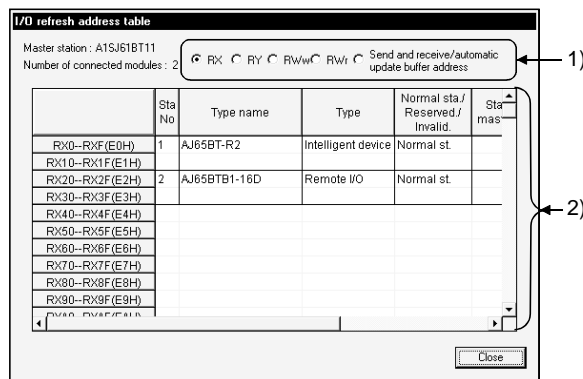 I/O refresh address table
Master station : A1SJ61BT11
Number of connected modules : 2
RX RY RWw RWr Send and receive/automatic update buffer address
1)
Sta No Type name Type Normal sta./ Reserved./ Invalid. Sta mas
RX0--RXF(E0H) 1 AJ65BT-R2 Intelligent device Normal st.
RX10--RX1F(E1H)
RX20--RX2F(E2H) 2 AJ65BTB1-16D Remote I/O Normal st.
RX30--RX3F(E3H)
RX40--RX4F(E4H)
2)
RX50--RX5F(E5H)
RX60--RX6F(E6H)
RX70--RX7F(E7H)
RX80--RX8F(E8H)
RX90--RX9F(E9H)
Close